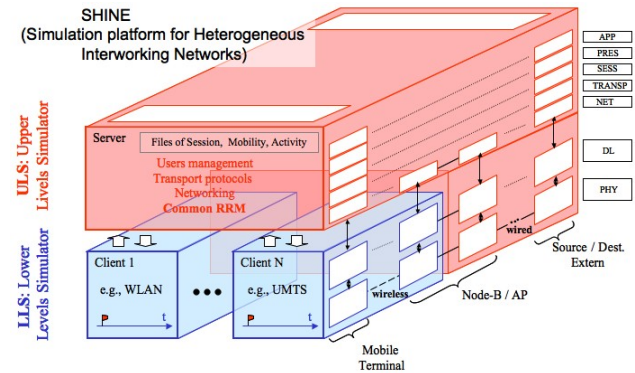 SHINE
(Simulation platform for Heterogeneous
Interworking Networks)
APP
PRES
SESS
TRANSP
NET
DL
PHY
ULS: Upper
Livels Simulator
Server
Files of Session, Mobility, Activity
Users management
Transport protocols
Networking
Common RRM
LLS: Lower
Levels Simulator
Client 1
e.g., WLAN
t
Client N
e.g., UMTS
t
wireless
wired
Mobile
Terminal
Node-B / AP
Source / Dest.
Extern